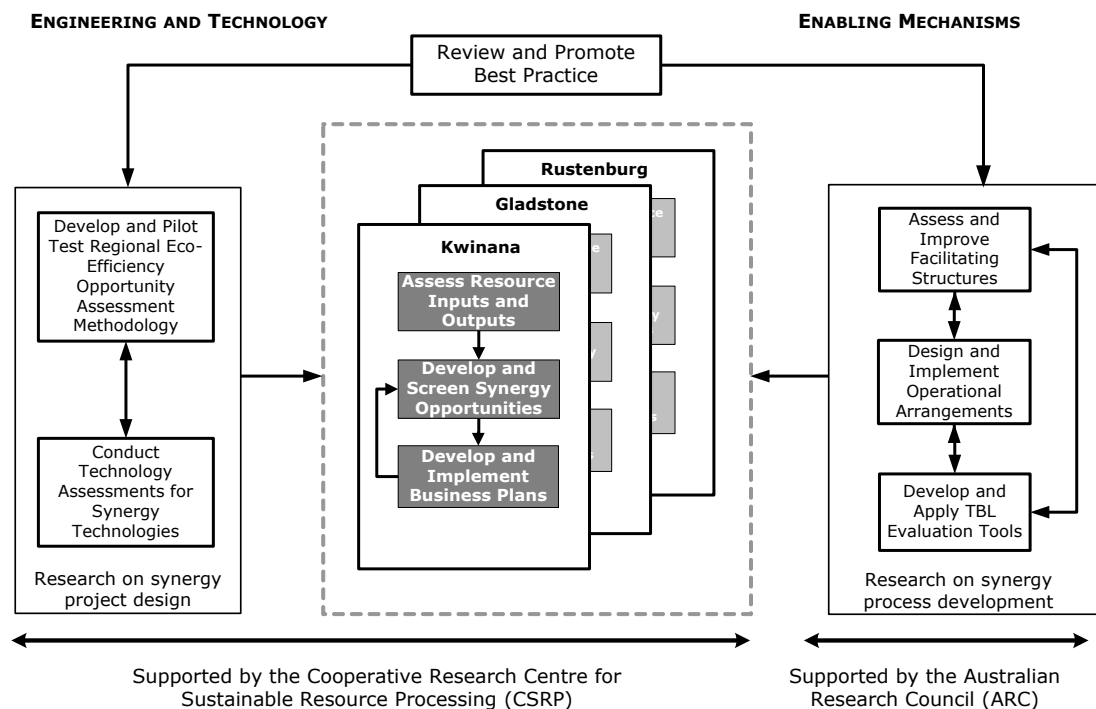 ENGINEERING AND TECHNOLOGY
ENABLING MECHANISMS
Review and Promote
Best Practice
Develop and Pilot
Test Regional Eco-
Efficiency
Opportunity
Assessment
Methodology
Conduct
Technology
Assessments for
Synergy
Technologies
Research on synergy
project design
Rustenburg
Gladstone
Kwinana
Assess Resource
Inputs and
Outputs
Develop and
Screen Synergy
Opportunities
Develop and
Implement
Business Plans
Assess and
Improve
Facilitating
Structures
Design and
Implement
Operational
Arrangements
Develop and
Apply TBL
Evaluation Tools
Research on synergy
process development
Supported by the Cooperative Research Centre for
Sustainable Resource Processing (CSRP)
Supported by the Australian
Research Council (ARC)